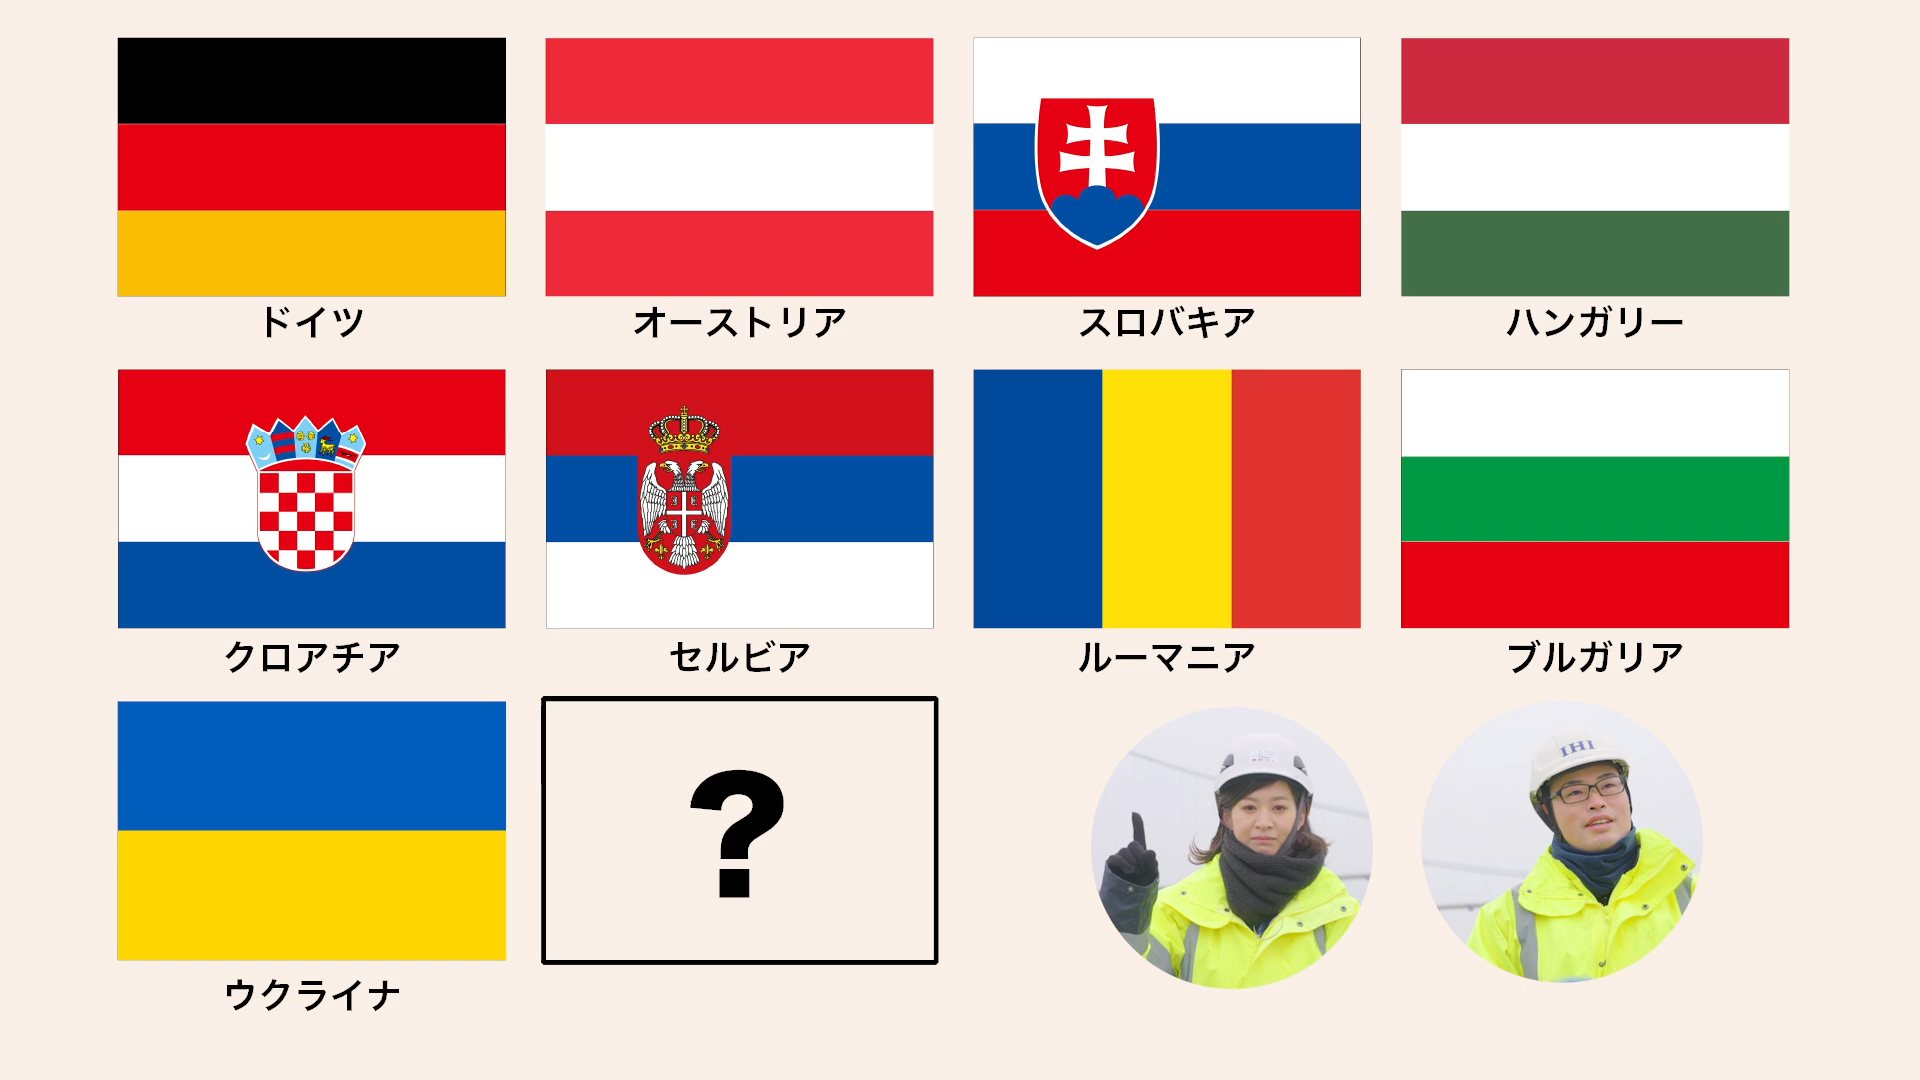 ドイツ
オーストリア
スロバキア
ハンガリー
クロアチア
セルビア
ルーマニア
ブルガリア
ウクライナ
?
IHI